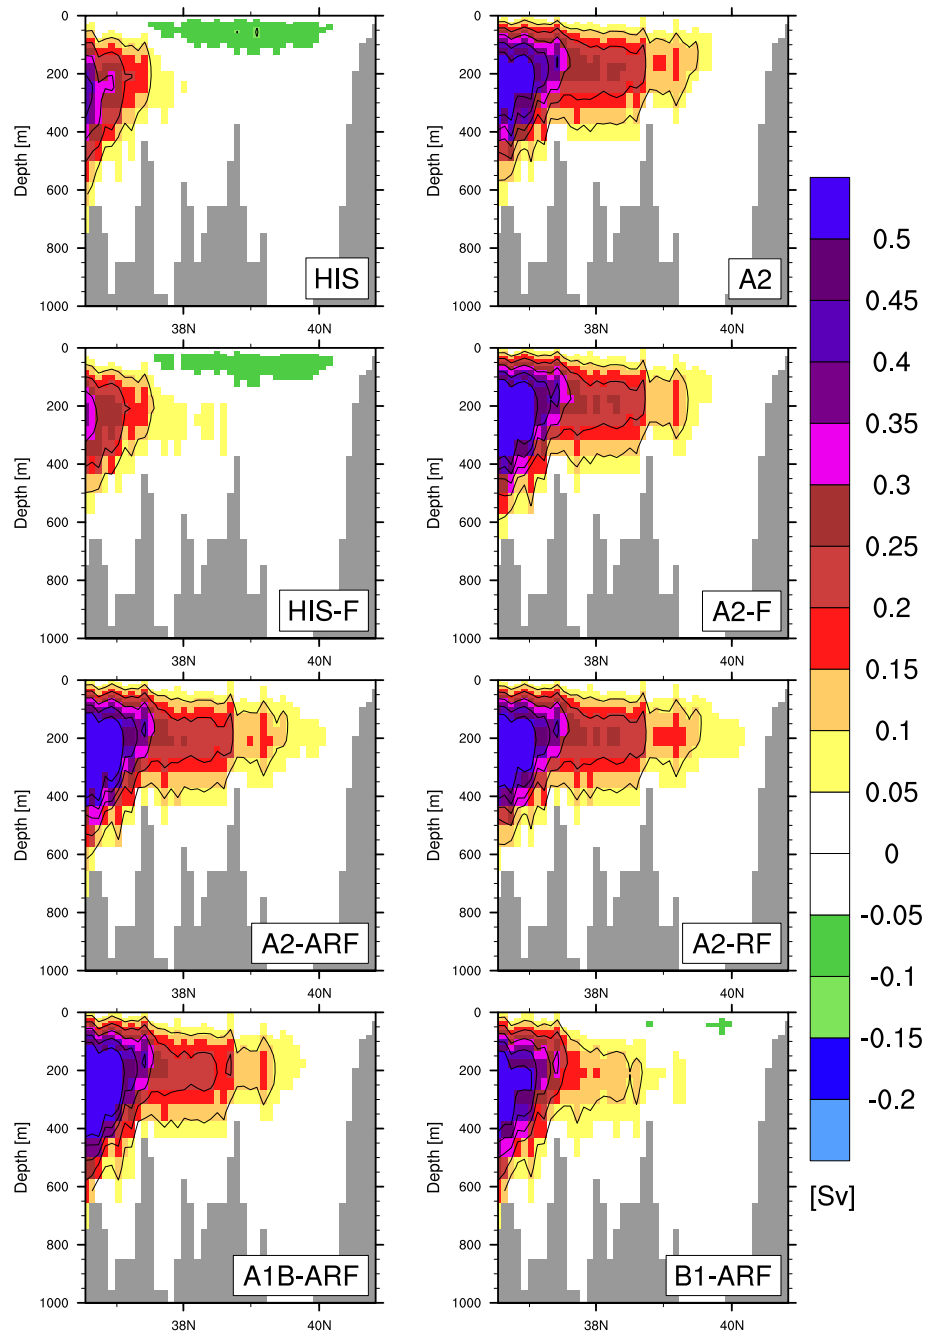 0
200
400
600
800
1000
Depth [m]
38N
40N
HIS
0
200
400
600
800
1000
Depth [m]
38N
40N
A2
0
200
400
600
800
1000
Depth [m]
38N
40N
HIS-F
0
200
400
600
800
1000
Depth [m]
38N
40N
A2-F
0
200
400
600
800
1000
Depth [m]
38N
40N
A2-ARF
0
200
400
600
800
1000
Depth [m]
38N
40N
A2-RF
0
200
400
600
800
1000
Depth [m]
38N
40N
A1B-ARF
0
200
400
600
800
1000
Depth [m]
38N
40N
B1-ARF
0.5
0.45
0.4
0.35
0.3
0.25
0.2
0.15
0.1
0.05
0
-0.05
-0.1
-0.15
-0.2
[Sv]